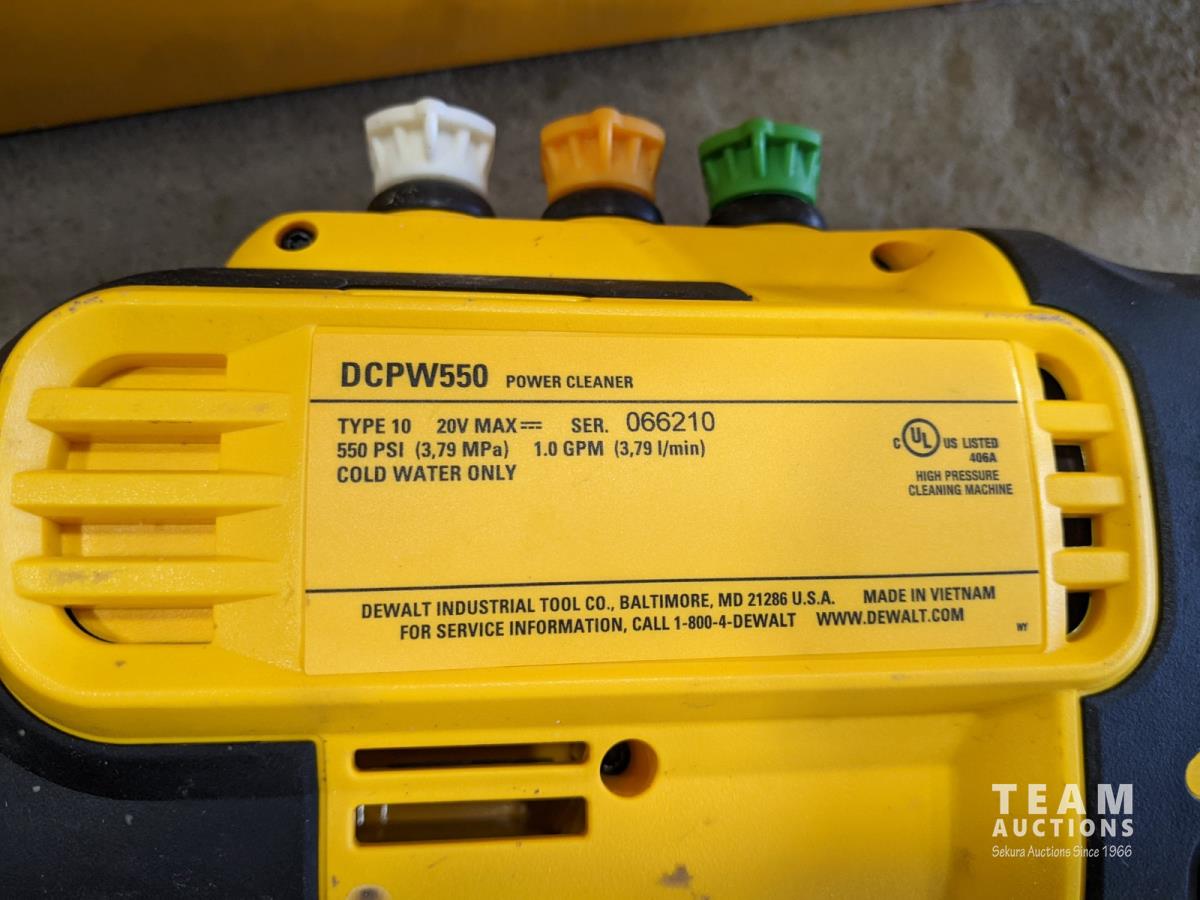 DCPW550 POWER CLEANER
TYPE 10 20V MAX⎓ SER. 066210
550 PSI (3,79 MPa) 1.0 GPM (3,79 l/min)
COLD WATER ONLY
C UL US LISTED
406A
HIGH PRESSURE
CLEANING MACHINE
DEWALT INDUSTRIAL TOOL CO., BALTIMORE, MD 21286 U.S.A. MADE IN VIETNAM
FOR SERVICE INFORMATION, CALL 1-800-4-DEWALT WWW.DEWALT.COM
WY
TEAM
AUCTIONS
Sekura Auctions Since 1966